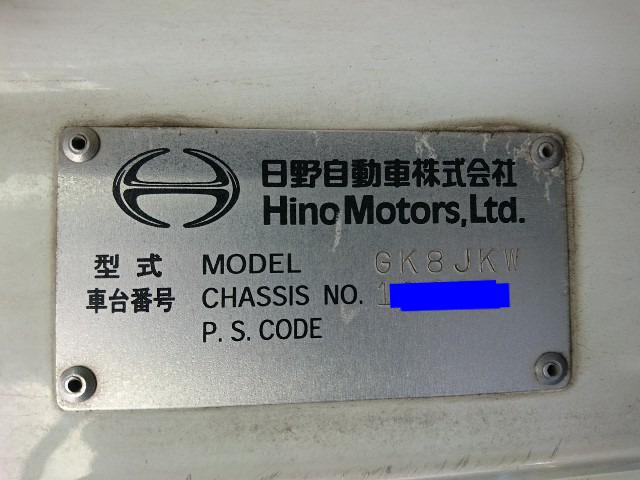 日野自動車株式会社
Hino Motors, Ltd.
型式 MODEL GK8JKW
車台番号 CHASSIS NO. 1
P. S. CODE